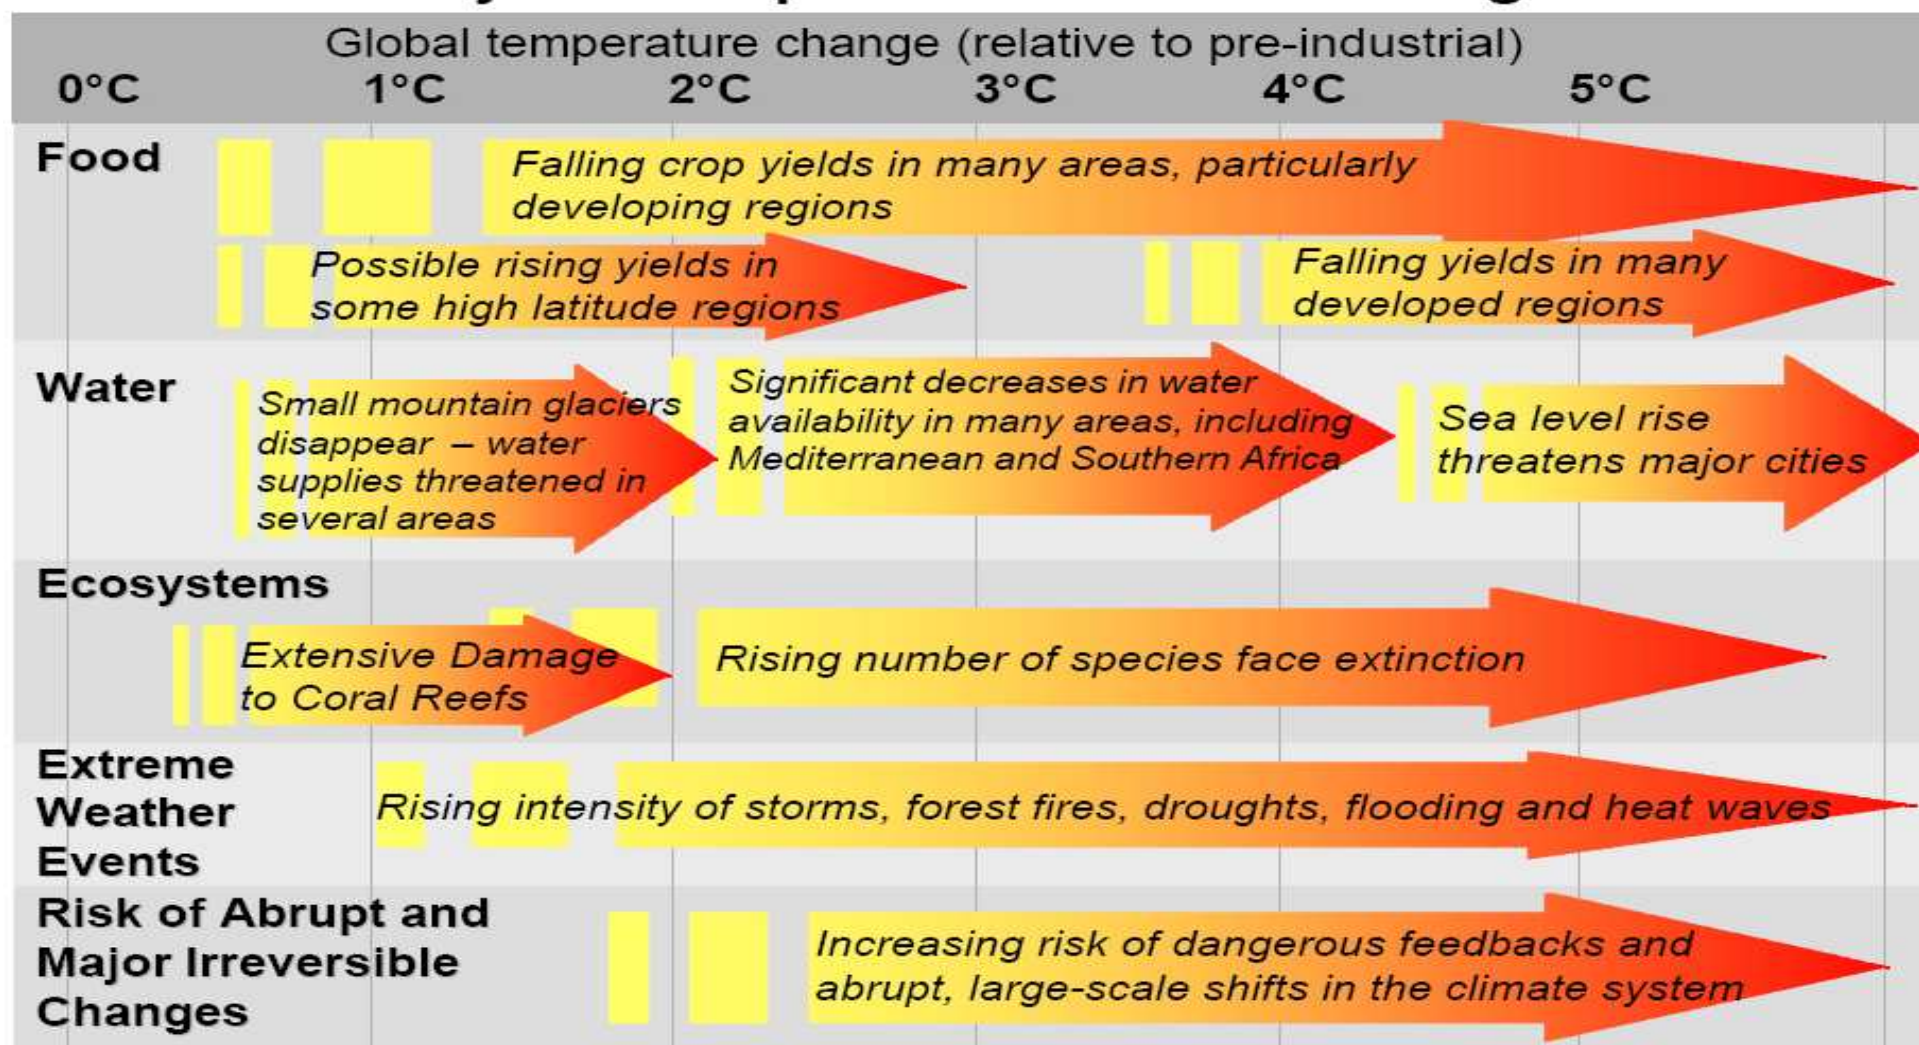 Global temperature change (relative to pre-industrial)
0°C 1°C 2°C 3°C 4°C 5°C
Food
Falling crop yields in many areas, particularly
developing regions
Possible rising yields in
some high latitude regions
Falling yields in many
developed regions
Water
Small mountain glaciers
disappear – water
supplies threatened in
several areas
Significant decreases in water
availability in many areas, including
Mediterranean and Southern Africa
Sea level rise
threatens major cities
Ecosystems
Extensive Damage
to Coral Reefs
Rising number of species face extinction
Extreme
Weather
Events
Rising intensity of storms, forest fires, droughts, flooding and heat waves
Risk of Abrupt and
Major Irreversible
Changes
Increasing risk of dangerous feedbacks and
abrupt, large-scale shifts in the climate system